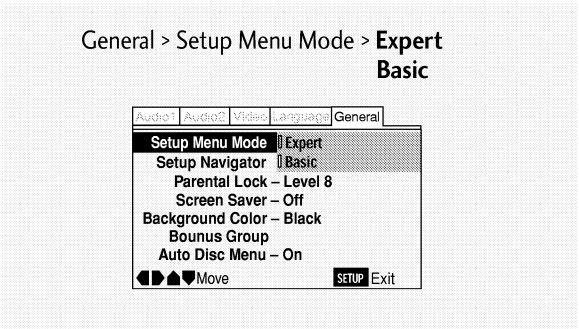 General > Setup Menu Mode > Expert
Basic
Audio1 Audio2 Video Language General
Setup Menu Mode Expert
Setup Navigator Basic
Parental Lock – Level 8
Screen Saver – Off
Background Color – Black
Bounus Group
Auto Disc Menu – On
Move SETUP Exit